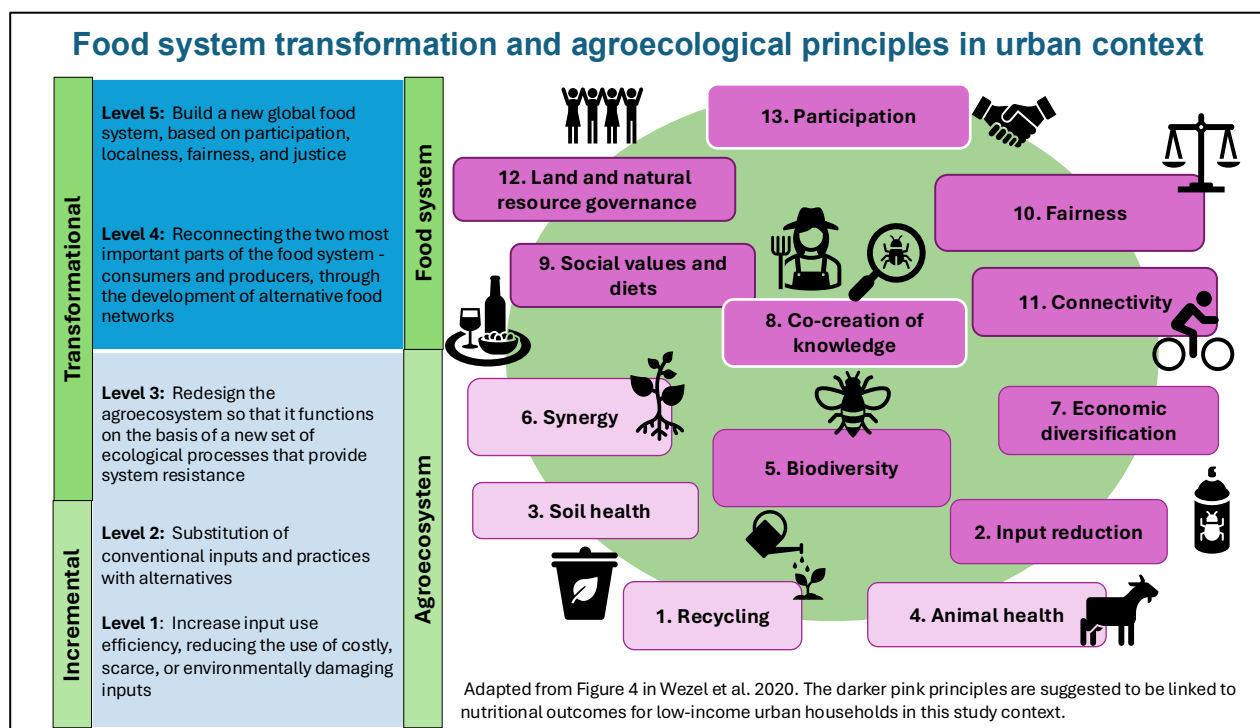 Food system transformation and agroecological principles in urban context
Transformational
Incremental
Level 5: Build a new global food
system, based on participation,
localness, fairness, and justice
Level 4: Reconnecting the two most
important parts of the food system -
consumers and producers, through
the development of alternative food
networks
Level 3: Redesign the
agroecosystem so that it functions
on the basis of a new set of
ecological processes that provide
system resistance
Level 2: Substitution of
conventional inputs and practices
with alternatives
Level 1: Increase input use
efficiency, reducing the use of costly,
scarce, or environmentally damaging
inputs
Food system
Agroecosystem
13. Participation
12. Land and natural
resource governance
10. Fairness
9. Social values and
diets
11. Connectivity
8. Co-creation of
knowledge
6. Synergy
7. Economic
diversification
5. Biodiversity
3. Soil health
2. Input reduction
1. Recycling
4. Animal health
Adapted from Figure 4 in Wezel et al. 2020. The darker pink principles are suggested to be linked to
nutritional outcomes for low-income urban households in this study context.